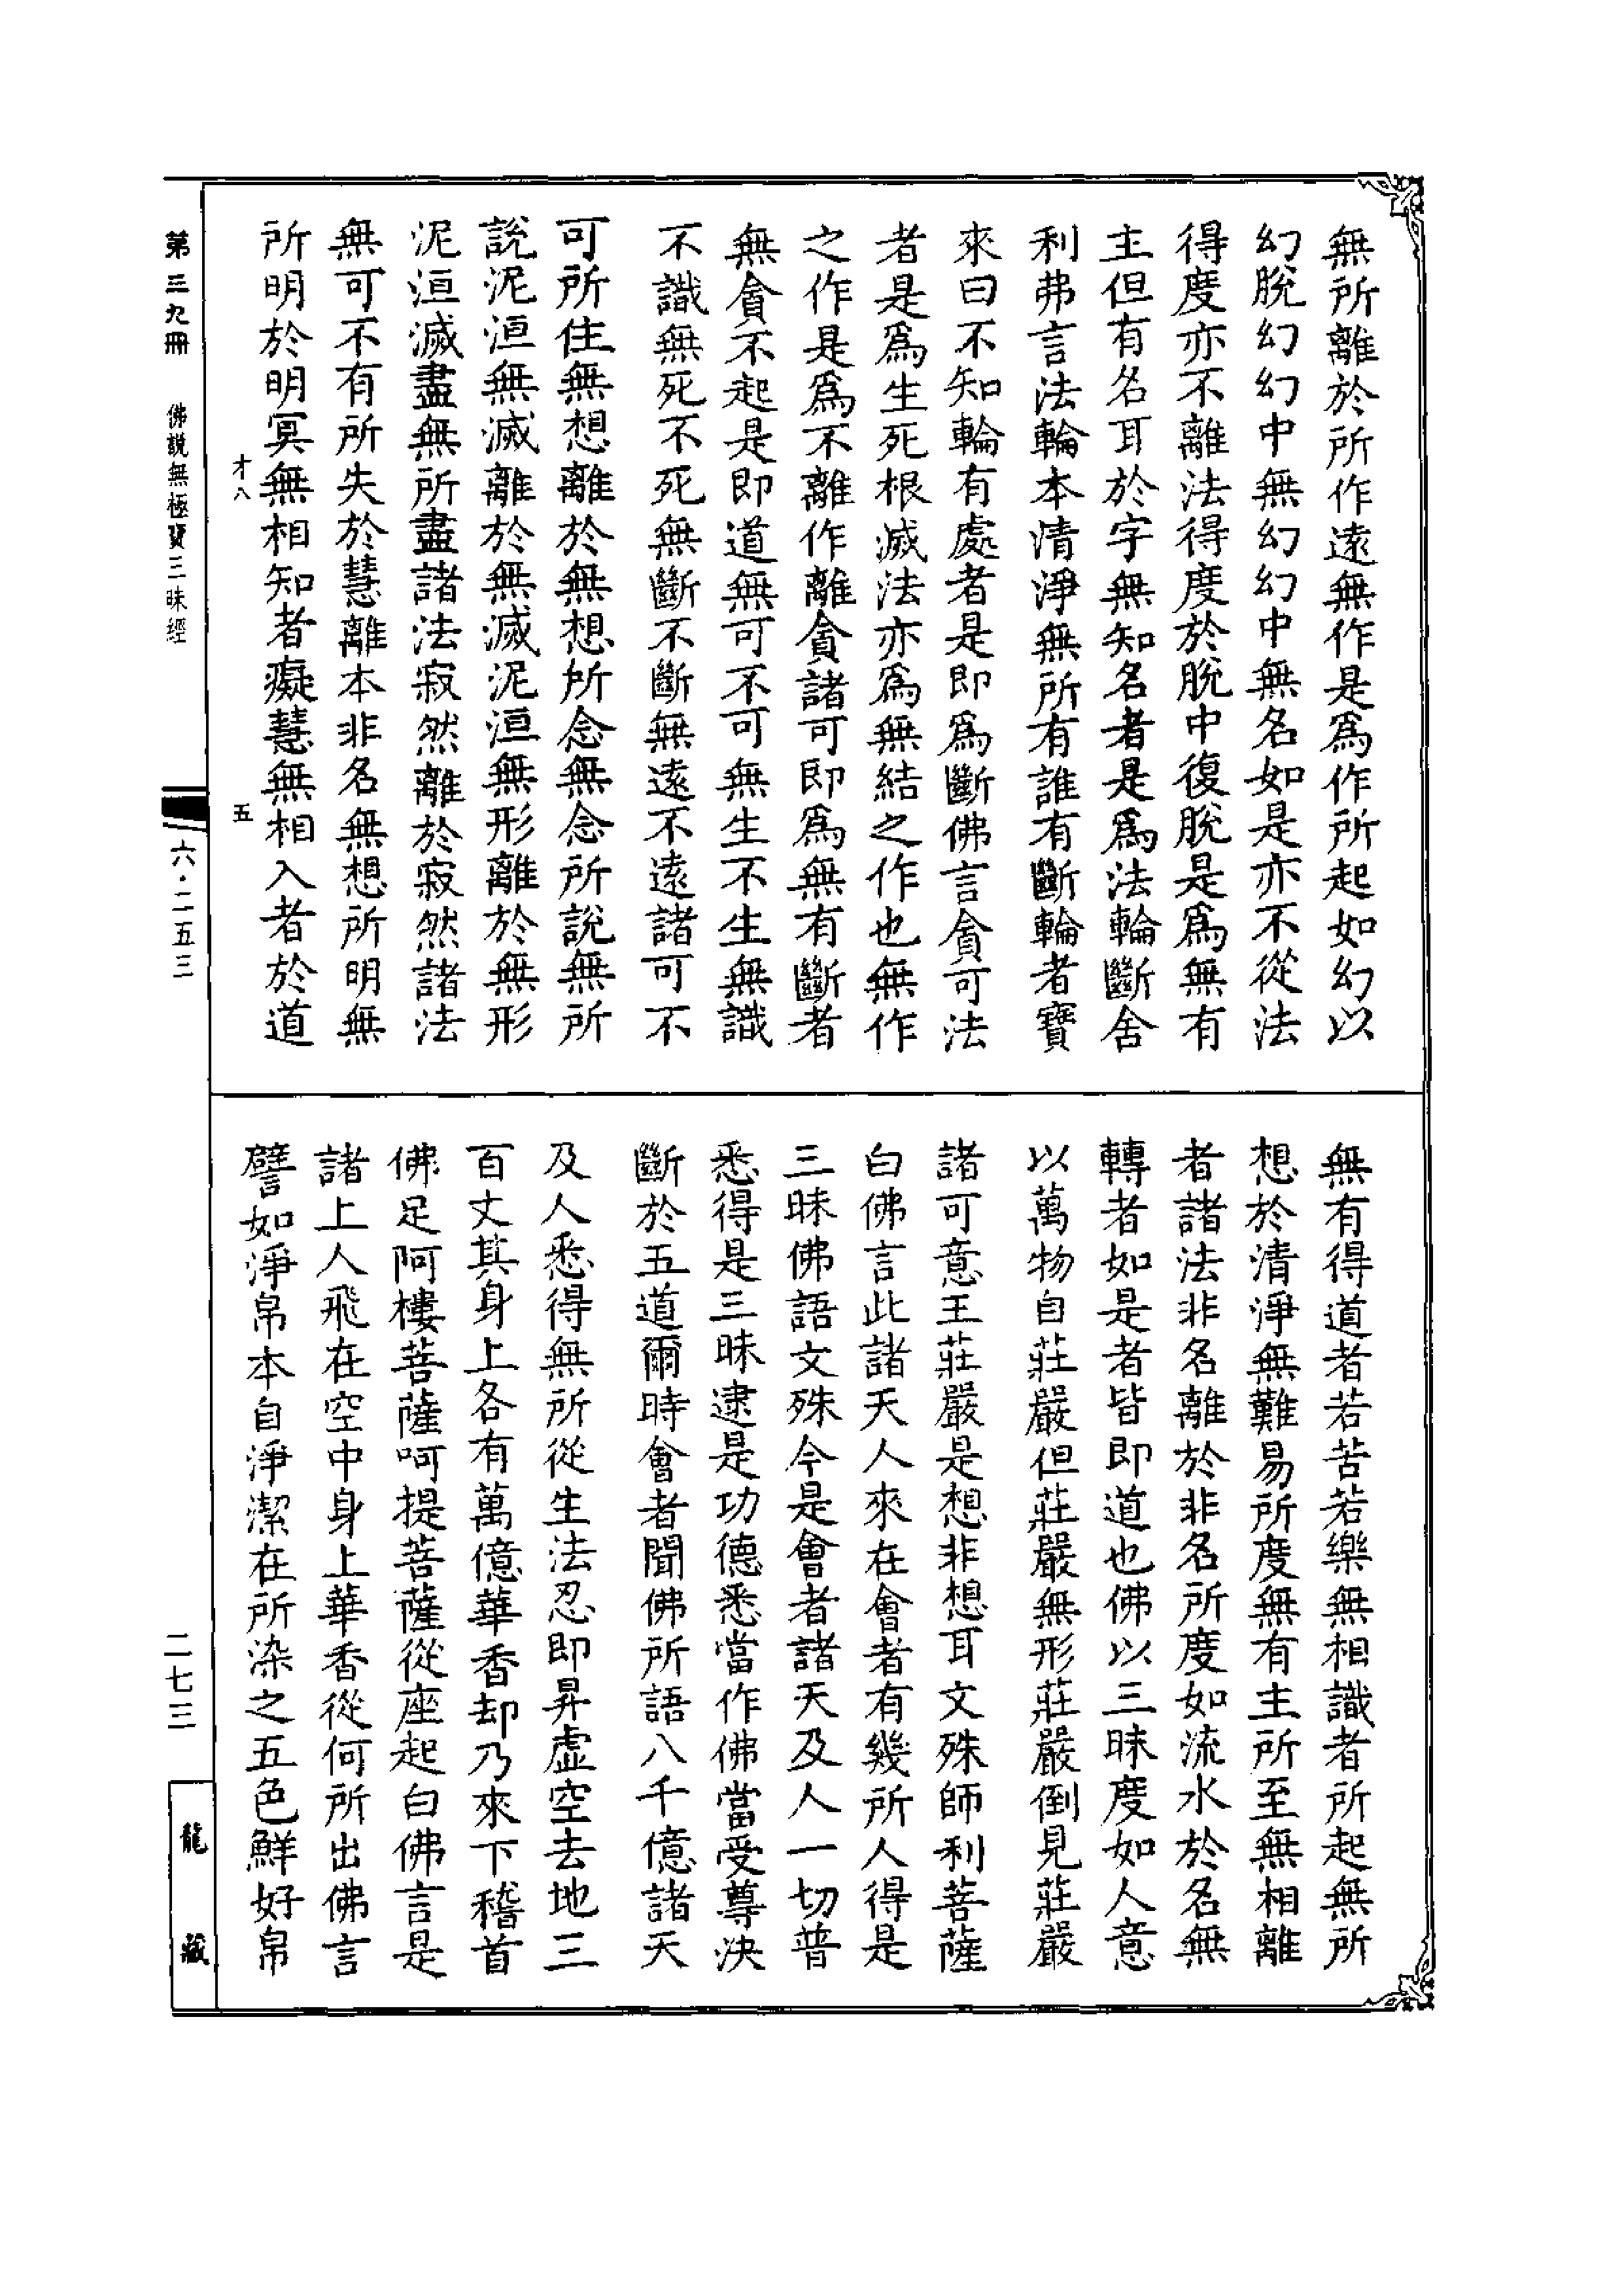 無所離於所作遠無作是爲作所起如幻以
幻脫幻幻中無幻幻中無名如是亦不從法
得度亦不離法得度於脫中復脫是爲無有
主但有名耳於字無知名者是爲法輪斷舍
利弗言法輪本清淨無所有誰有斷輪者寶
來曰不知輪有處者是即爲斷佛言貪可法
者是爲生死根滅法亦爲無結之作也無作
之作是爲不離作離貪諸可即爲無有斷者
無貪不起是即道無可不可無生不生無識
不識無死不死無斷不斷無遠不遠諸可不
可所住無想離於無想所念無念所說無所
說泥洹無滅離於無滅泥洹無形離於無形
泥洹滅盡無所盡諸法寂然離於寂然諸法
無可不有所失於慧離本非名無想所明無
所明於明冥無相知者癡慧無相入者於道
無有得道者若苦若樂無相識者所起無所
想於清淨無難易所度無有主所至無相離
者諸法非名離於非名所度如流水於名無
轉者如是者皆即道也佛以三昧度如人意
以萬物自莊嚴但莊嚴無形莊嚴倒見莊嚴
諸可意王莊嚴是想非想耳文殊師利菩薩
白佛言此諸天人來在會者有幾所人得是
三昧佛語文殊今是會者諸天及人一切普
悉得是三昧逮是功德悉當作佛當受尊決
斷於五道爾時會者聞佛所語八千億諸天
及人悉得無所從生法忍即昇虛空去地三
百丈其身上各有萬億華香却乃來下稽首
佛足阿樓菩薩呵提菩薩從座起白佛言是
諸上人飛在空中身上華香從何所出佛言
譬如淨帛本自淨潔在所染之五色鮮好帛
才八
五
第三九冊
佛說無極寶三昧經
六·二五三
二七三
龍藏